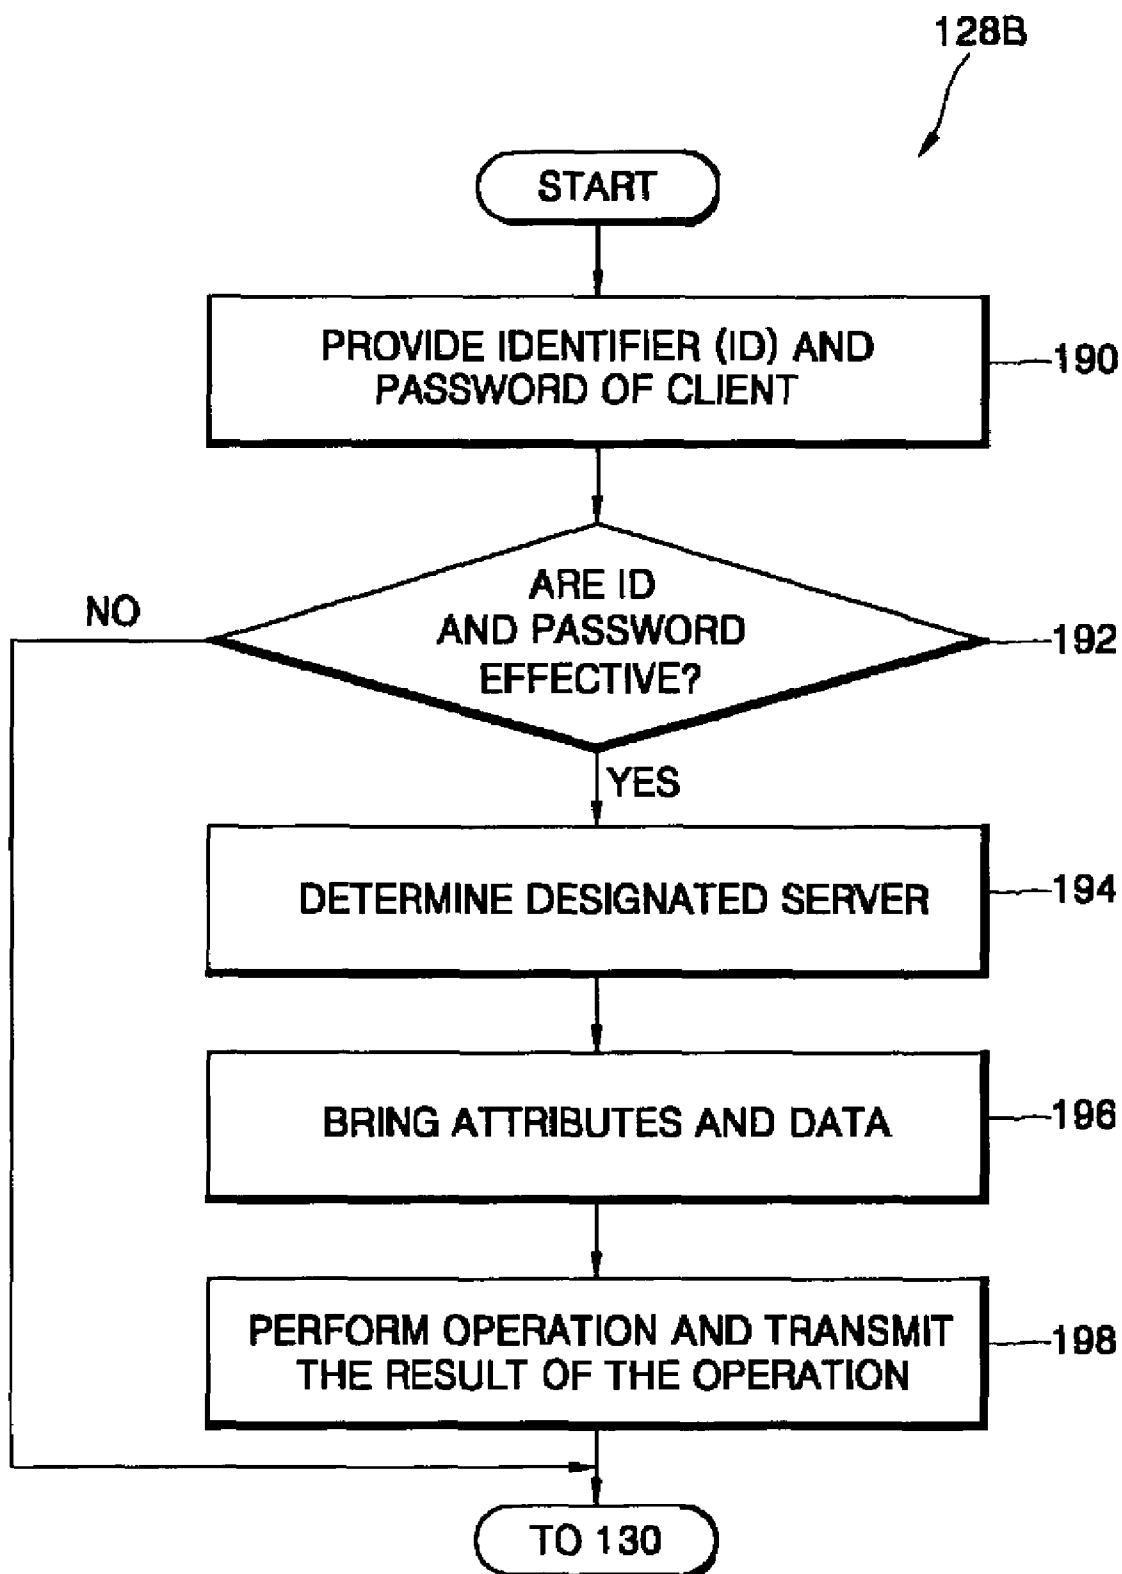 128B
START
PROVIDE IDENTIFIER (ID) AND
PASSWORD OF CLIENT
190
ARE ID
AND PASSWORD
EFFECTIVE?
192
NO
YES
DETERMINE DESIGNATED SERVER
194
BRING ATTRIBUTES AND DATA
196
PERFORM OPERATION AND TRANSMIT
THE RESULT OF THE OPERATION
198
TO 130